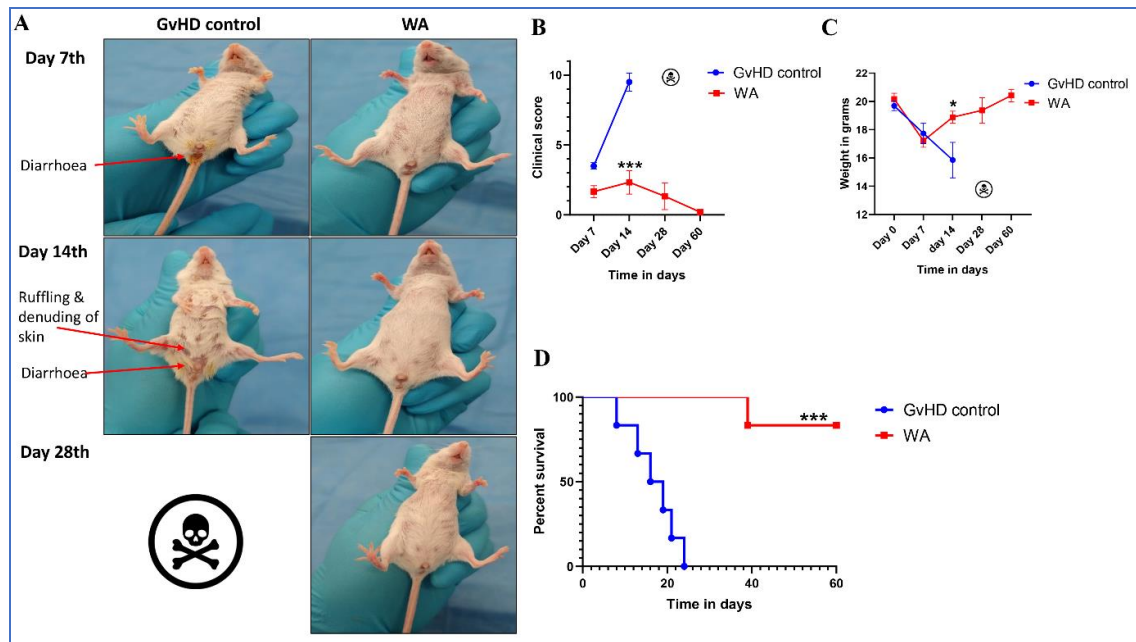 A
GvHD control
WA
Day 7th
Diarrhoea
Day 14th
Ruffling &
denuding of
skin
Diarrhoea
Day 28th
B
GvHD control
WA
Clinical score
10
5
0
***
Day 7
Day 14
Day 28
Day 60
Time in days
C
GvHD control
WA
Weight in grams
22
20
18
16
14
12
*
Day 0
Day 7
day 14
Day 28
Day 60
Time in days
D
GvHD control
WA
Percent survival
100
50
0
***
0
20
40
60
Time in days